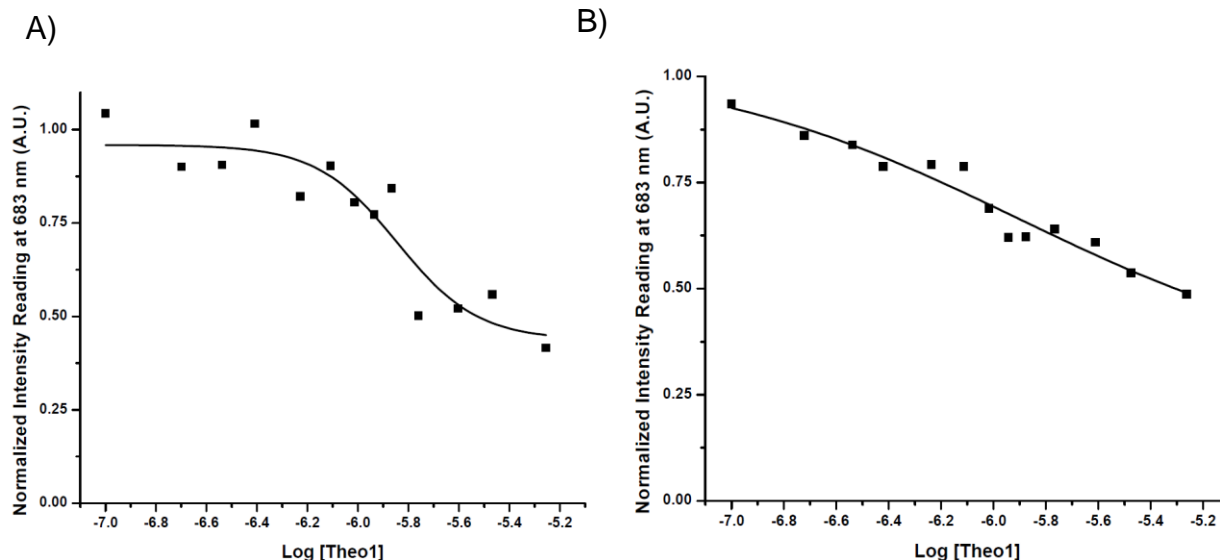 A)
Normalized Intensity Reading at 683 nm (A.U.)
1.00
0.75
0.50
0.25
0.00
-7.0 -6.8 -6.6 -6.4 -6.2 -6.0 -5.8 -5.6 -5.4 -5.2
Log [Theo1]
B)
Normalized Intensity Reading at 683 nm (A.U.)
1.00
0.75
0.50
0.25
0.00
-7.0 -6.8 -6.6 -6.4 -6.2 -6.0 -5.8 -5.6 -5.4 -5.2
Log [Theo1]